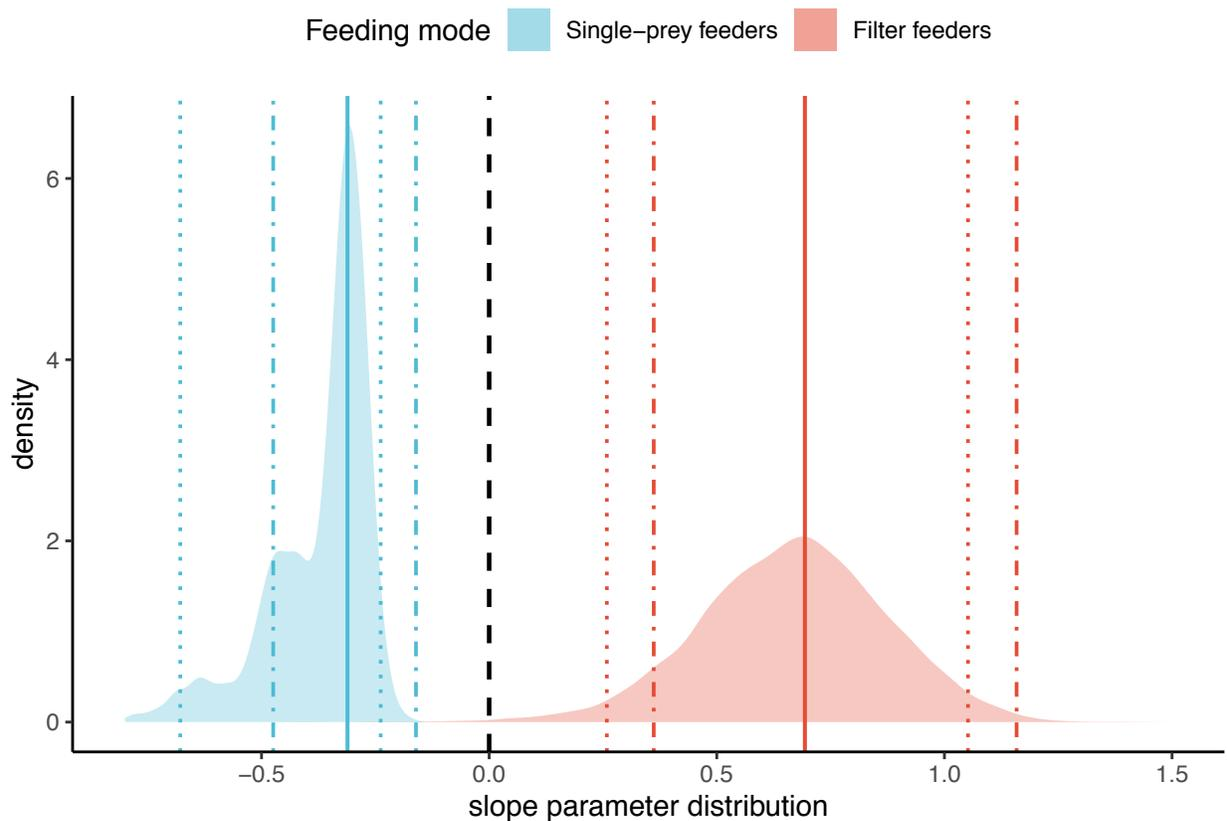 Feeding mode Single−prey feeders Filter feeders
6
4
2
0
density
−0.5 0.0 0.5 1.0 1.5
slope parameter distribution